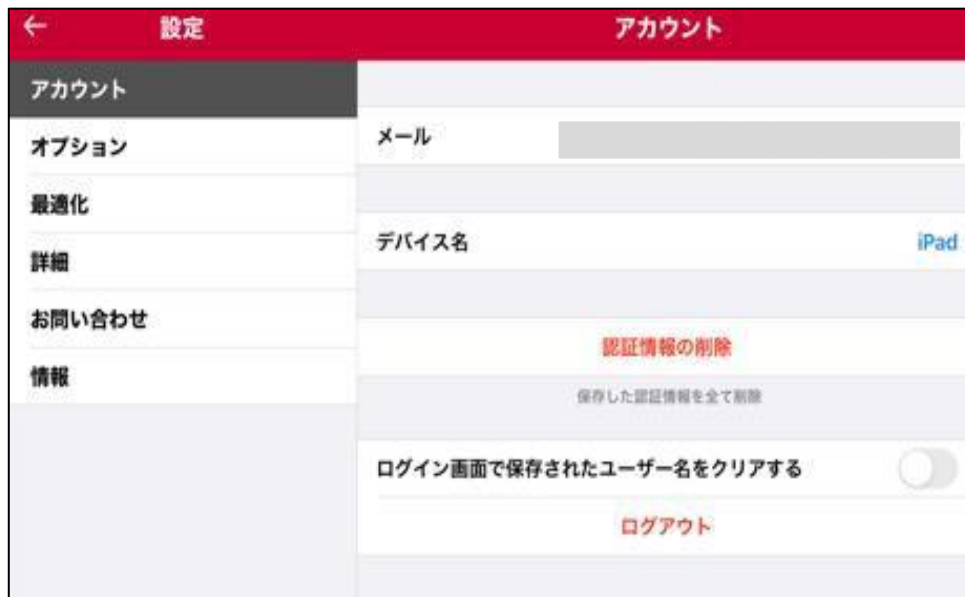 ← 設定
アカウント
アカウント
オプション
最適化
詳細
お問い合わせ
情報
メール
デバイス名 iPad
認証情報の削除
保存した認証情報を全て削除
ログイン画面で保存されたユーザー名をクリアする
ログアウト